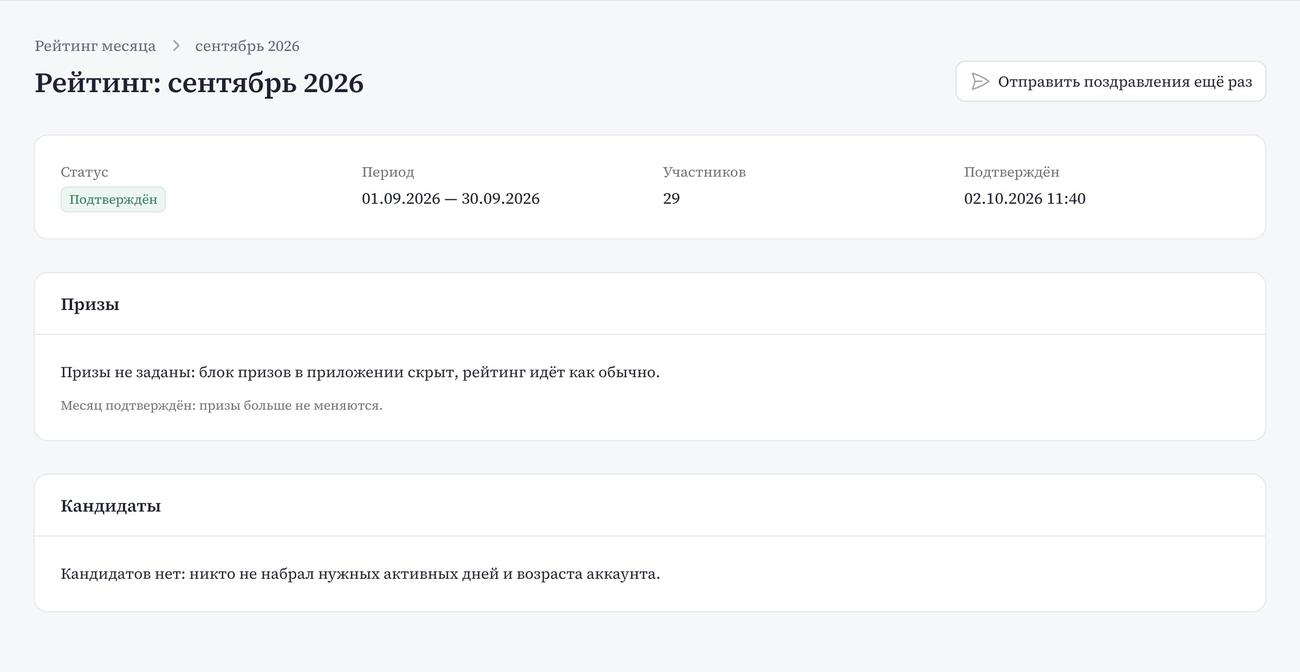 Рейтинг месяца > сентябрь 2026
Рейтинг: сентябрь 2026
Отправить поздравления ещё раз
Статус
Подтверждён
Период
01.09.2026 — 30.09.2026
Участников
29
Подтверждён
02.10.2026 11:40
Призы
Призы не заданы: блок призов в приложении скрыт, рейтинг идёт как обычно.
Месяц подтверждён: призы больше не меняются.
Кандидаты
Кандидатов нет: никто не набрал нужных активных дней и возраста аккаунта.